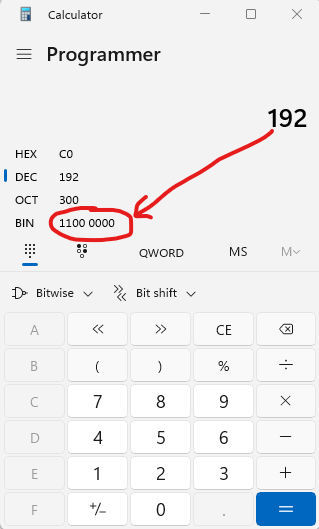 Calculator
Programmer
192
HEX C0
DEC 192
OCT 300
BIN 1100 0000
QWORD MS M
Bitwise Bit shift
A << >> CE
B ( ) % ÷
C 7 8 9 ×
D 4 5 6 −
E 1 2 3 +
F +/− 0 . =